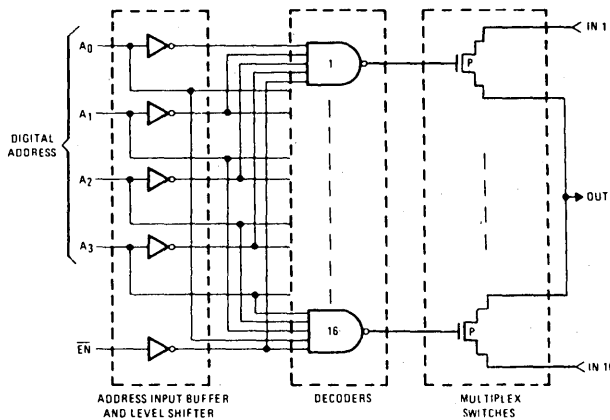 A0
IN 1
1
P
A1
DIGITAL
ADDRESS
A2
OUT
A3
16
P
EN
IN 1
ADDRESS INPUT BUFFER
AND LEVEL SHIFTER
DECODERS
MULTIPLEX
SWITCHES